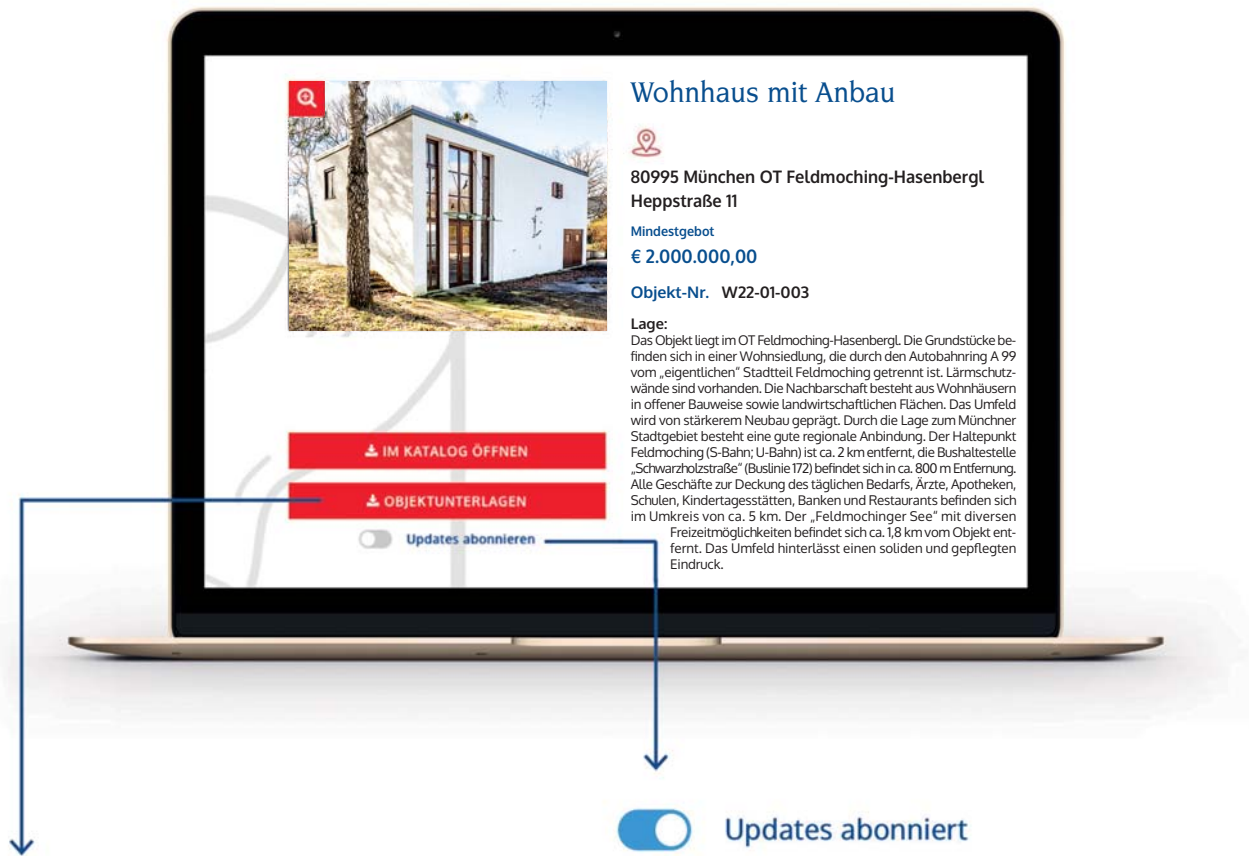 Wohnhaus mit Anbau
80995 München OT Feldmoching-Hasenbergl
Heppstraße 11
Mindestgebot
€ 2.000.000,00
Objekt-Nr. W22-01-003
Lage:
Das Objekt liegt im OT Feldmoching-Hasenbergl. Die Grundstücke be-
finden sich in einer Wohnsiedlung, die durch den Autobahnring A 99
vom „eigentlichen“ Stadtteil Feldmoching getrennt ist. Lärmschutz-
wände sind vorhanden. Die Nachbarschaft besteht aus Wohnhäusern
in offener Bauweise sowie landwirtschaftlichen Flächen. Das Umfeld
wird von stärkerem Neubau geprägt. Durch die Lage zum Münchner
Stadtgebiet besteht eine gute regionale Anbindung. Der Haltepunkt
Feldmoching (S-Bahn; U-Bahn) ist ca. 2 km entfernt, die Bushaltestelle
„Schwarzholzstraße“ (Buslinie 172) befindet sich in ca. 800 m Entfernung.
Alle Geschäfte zur Deckung des täglichen Bedarfs, Ärzte, Apotheken,
Schulen, Kindertagesstätten, Banken und Restaurants befinden sich
im Umkreis von ca. 5 km. Der „Feldmochinger See“ mit diversen
Freizeitmöglichkeiten befindet sich ca. 1,8 km vom Objekt ent-
fernt. Das Umfeld hinterlässt einen soliden und gepflegten
Eindruck.
IM KATALOG ÖFFNEN
OBJEKTUNTERLAGEN
Updates abonnieren
Updates abonniert